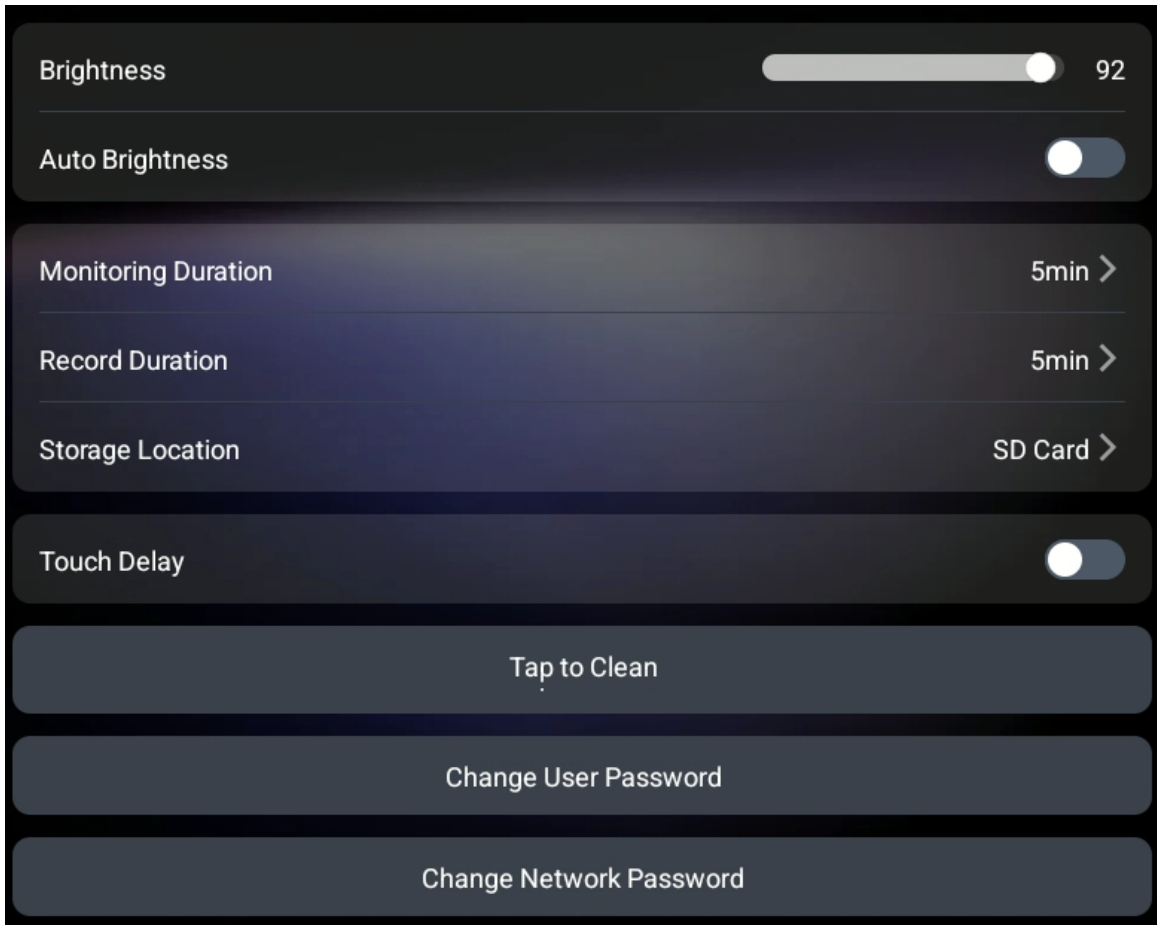 Brightness 92
Auto Brightness
Monitoring Duration 5min
Record Duration 5min
Storage Location SD Card
Touch Delay
Tap to Clean
Change User Password
Change Network Password